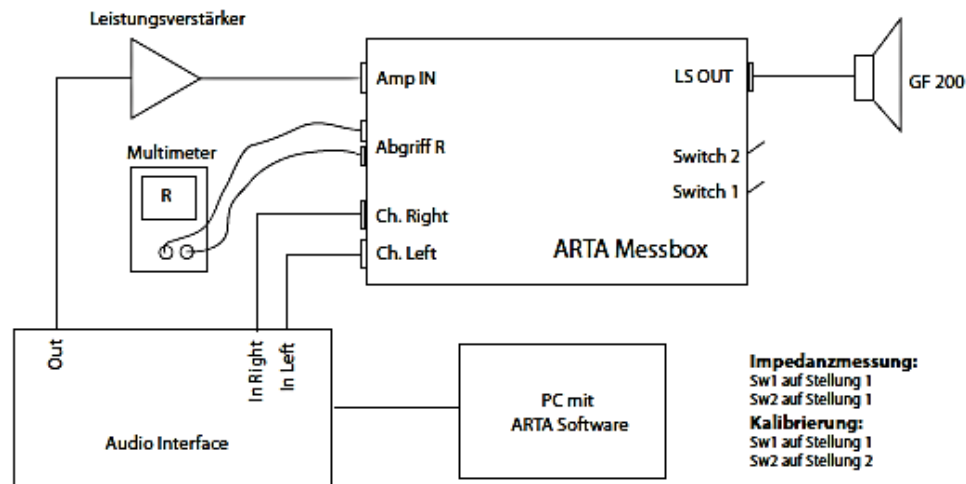 Leistungsverstärker
Amp IN
LS OUT
GF 200
Multimeter
R
Abgriff R
Switch 2
Switch 1
Ch. Right
Ch. Left
ARTA Messbox
Out
In Right
In Left
Audio Interface
PC mit
ARTA Software
Impedanzmessung:
Sw1 auf Stellung 1
Sw2 auf Stellung 1
Kalibrierung:
Sw1 auf Stellung 1
Sw2 auf Stellung 2